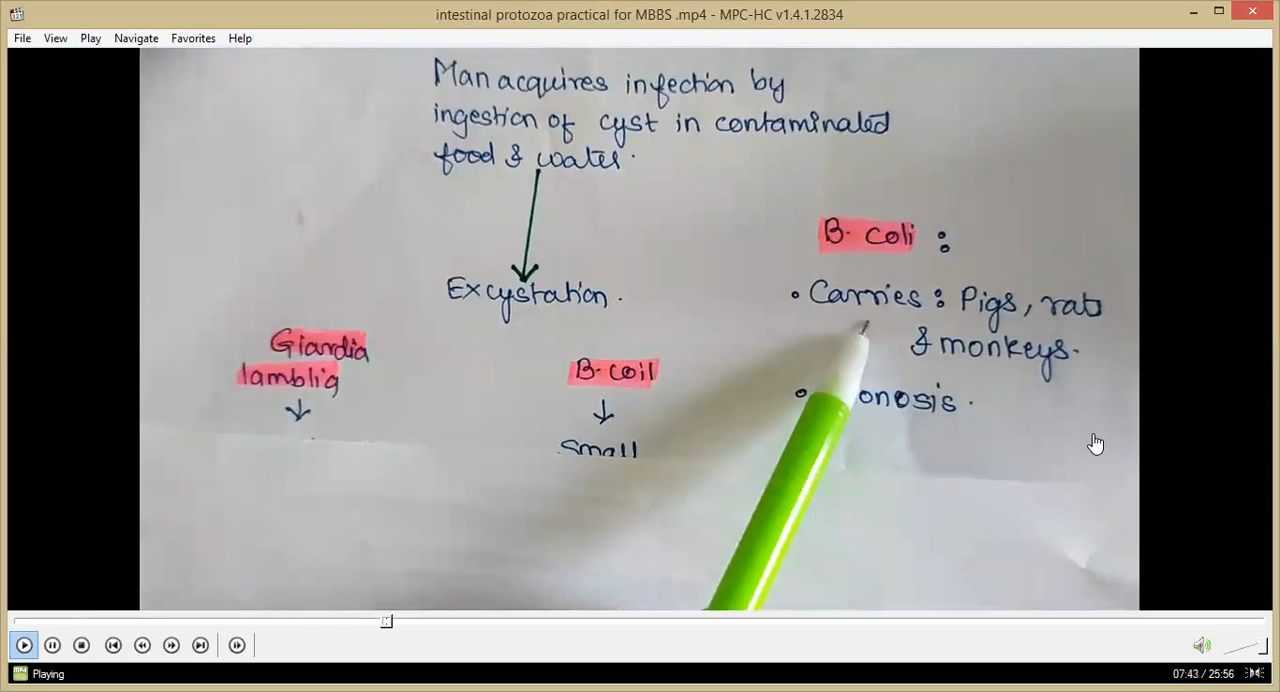 intestinal protozoa practical for MBBS .mp4 - MPC-HC v1.4.1.2834
File View Play Navigate Favorites Help
Man acquires infection by
ingestion of cyst in contaminated
food & water.
Excystation.
B. coli :
• Carries : Pigs, rats
& monkeys.
• onosis.
Giardia
lamblia
↓
B. coil
↓
Small
Playing
07:43 / 25:56